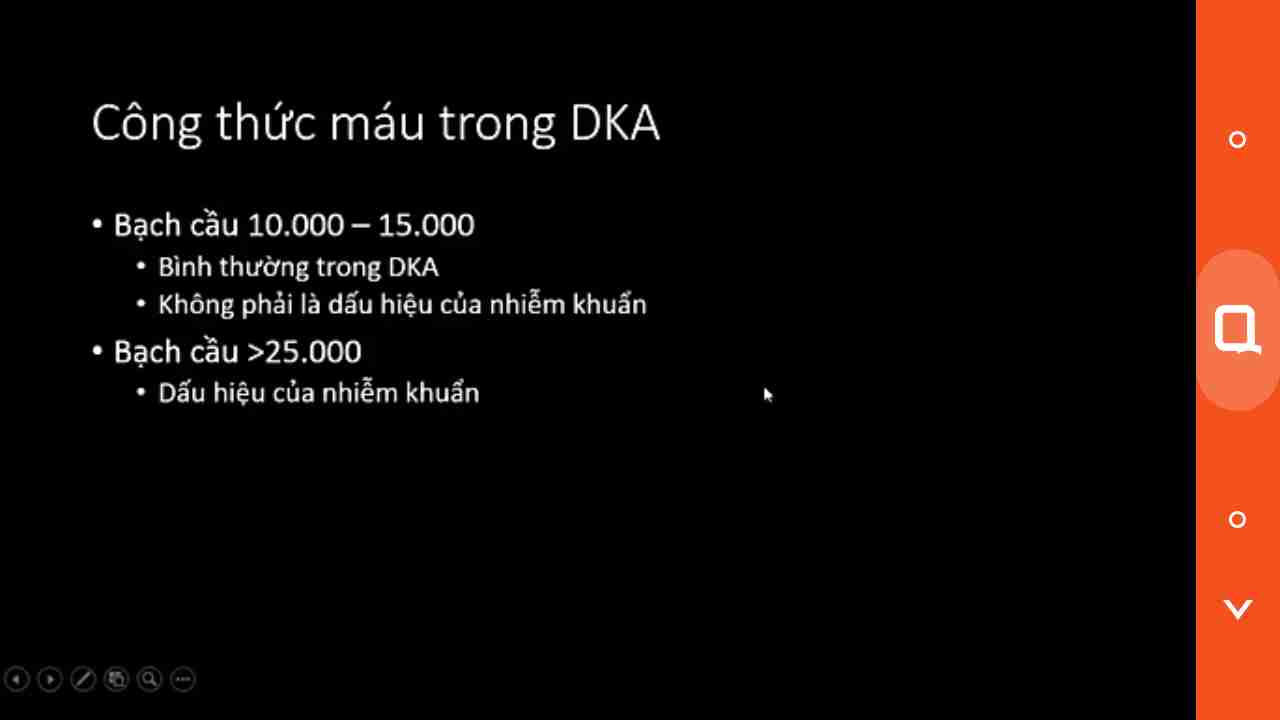 Công thức máu trong DKA
• Bạch cầu 10.000 – 15.000
• Bình thường trong DKA
• Không phải là dấu hiệu của nhiễm khuẩn
• Bạch cầu >25.000
• Dấu hiệu của nhiễm khuẩn